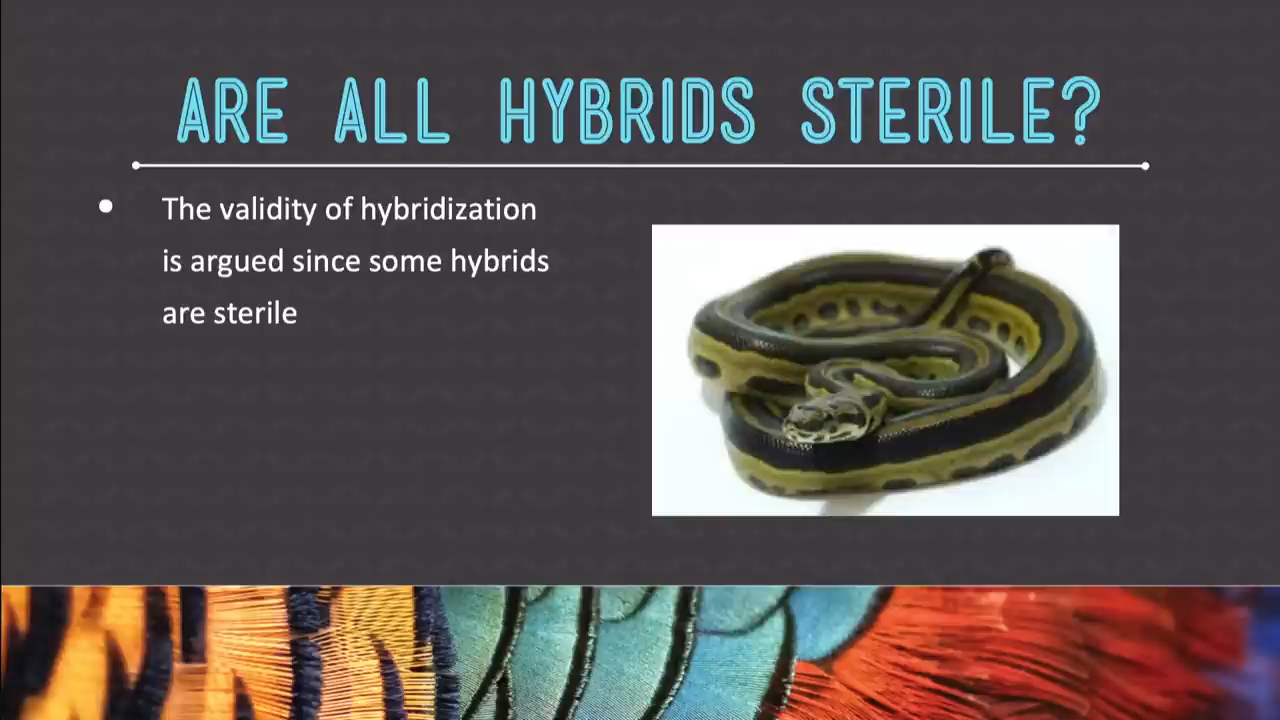 ARE ALL HYBRIDS STERILE?
• The validity of hybridization
is argued since some hybrids
are sterile